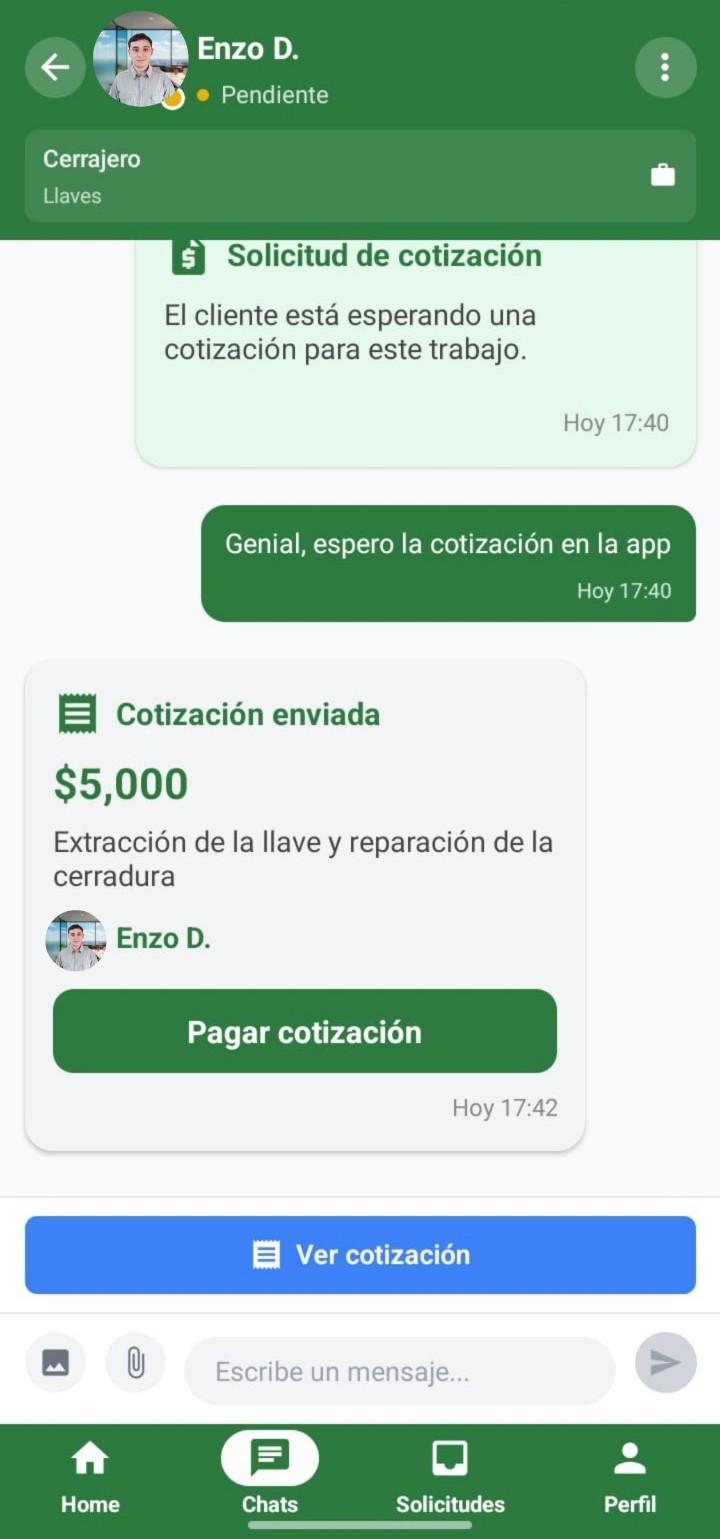 Enzo D.
Pendiente
Cerrajero
Llaves
Solicitud de cotización
El cliente está esperando una
cotización para este trabajo.
Hoy 17:40
Genial, espero la cotización en la app
Hoy 17:40
Cotización enviada
$5,000
Extracción de la llave y reparación de la
cerradura
Enzo D.
Pagar cotización
Hoy 17:42
Ver cotización
Escribe un mensaje...
Home
Chats
Solicitudes
Perfil